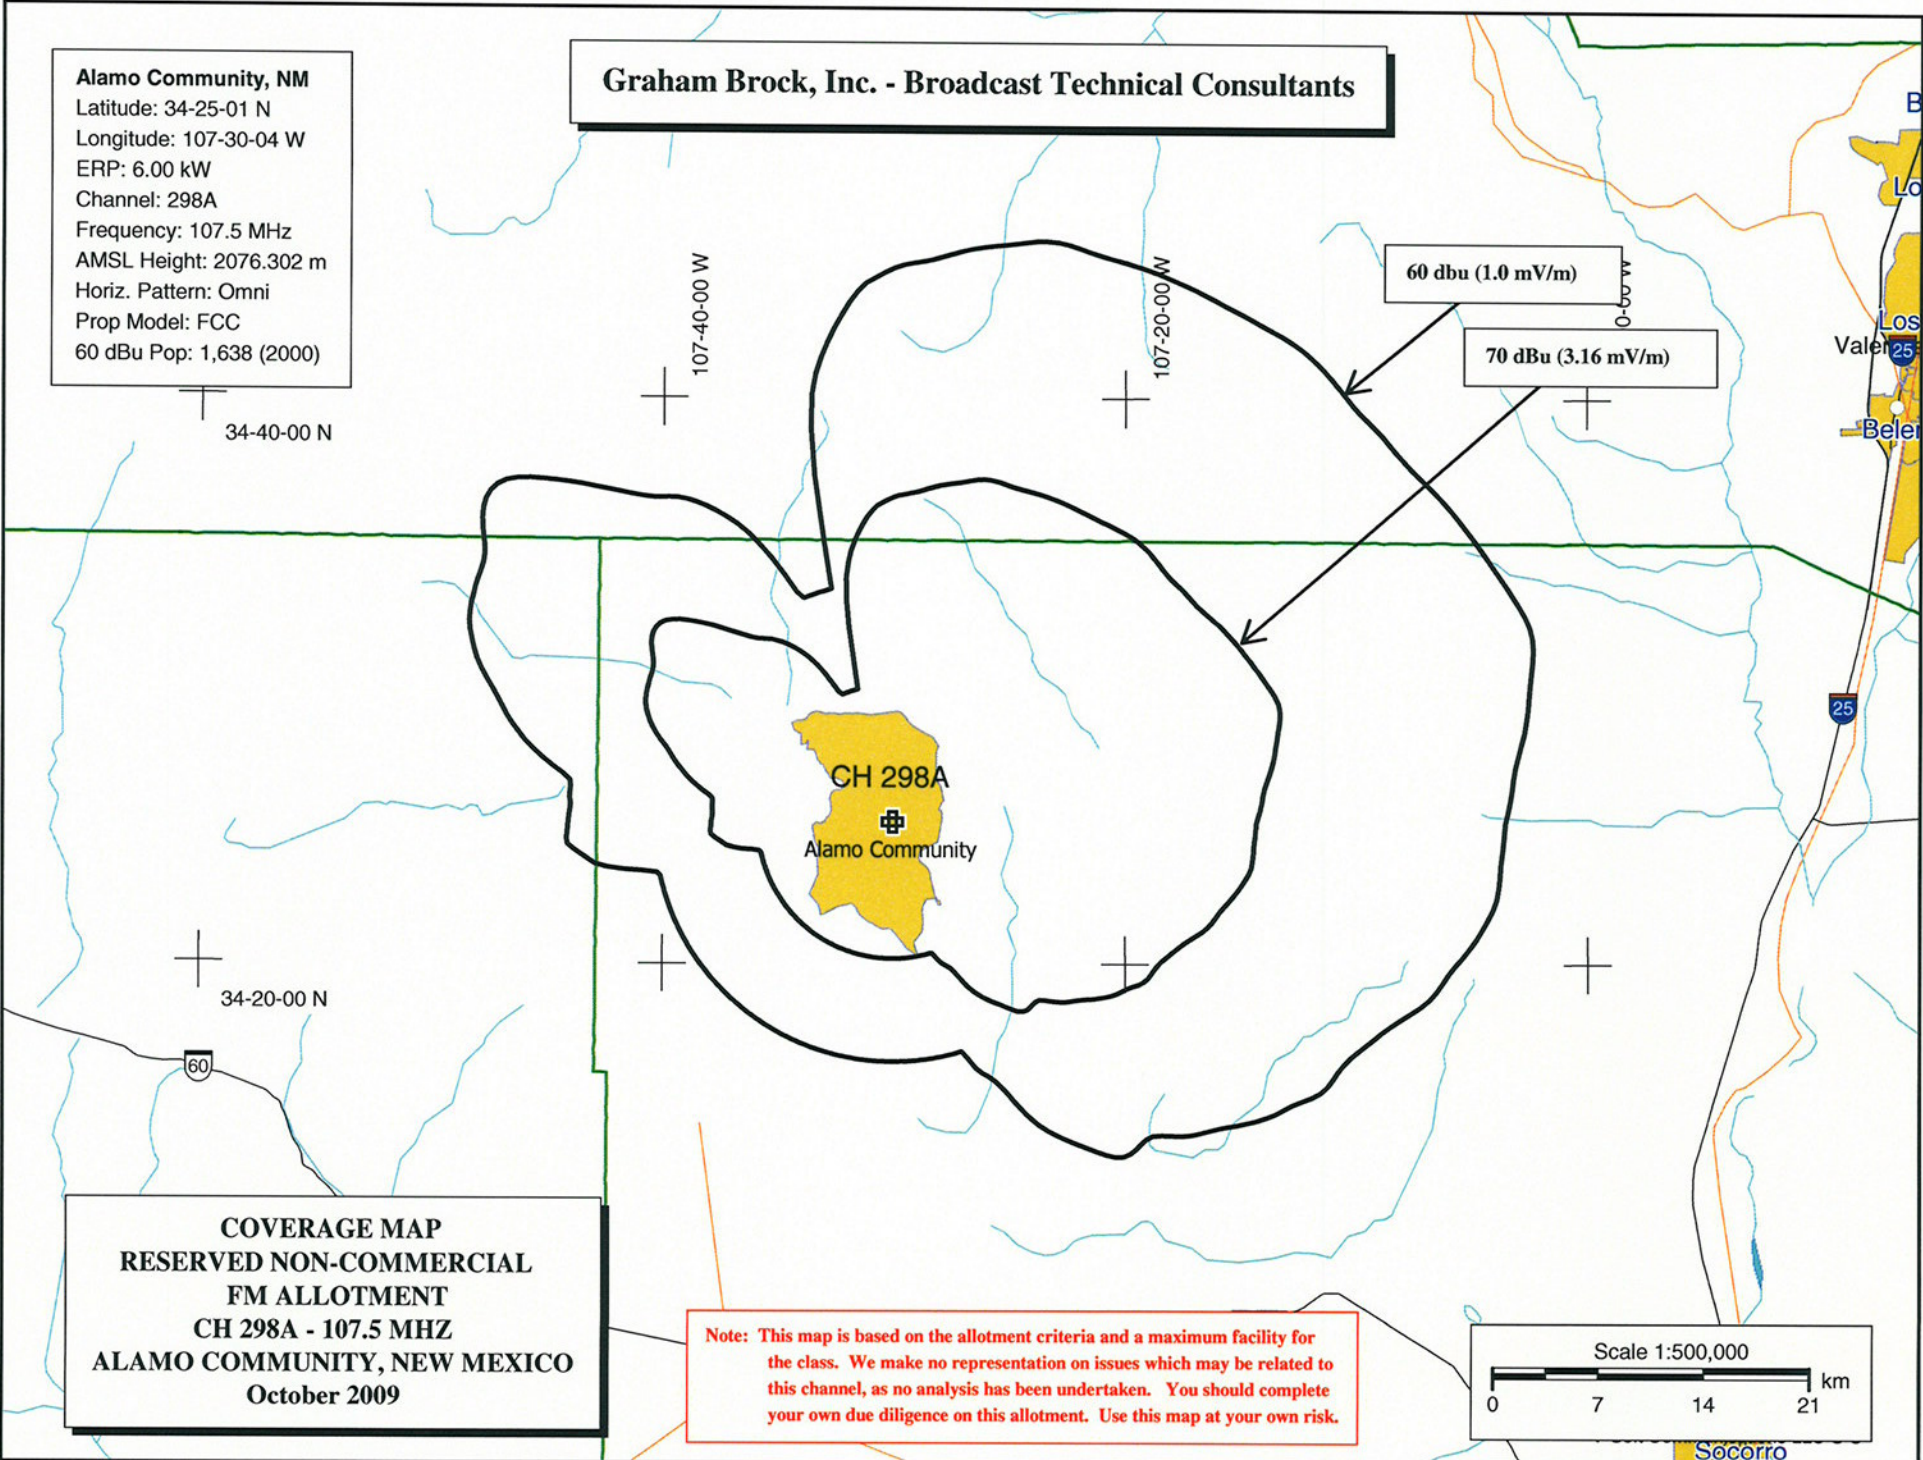 Alamo Community, NM
Latitude: 34-25-01 N
Longitude: 107-30-04 W
ERP: 6.00 kW
Channel: 298A
Frequency: 107.5 MHz
AMSL Height: 2076.302 m
Horiz. Pattern: Omni
Prop Model: FCC
60 dBu Pop: 1,638 (2000)
Graham Brock, Inc. - Broadcast Technical Consultants
60 dbu (1.0 mV/m)
70 dBu (3.16 mV/m)
107-40-00 W
107-20-00 W
0-00 W
B
Lo
Los
Valen
25
Belen
34-40-00 N
25
CH 298A
Alamo Community
34-20-00 N
60
COVERAGE MAP
RESERVED NON-COMMERCIAL
FM ALLOTMENT
CH 298A - 107.5 MHZ
ALAMO COMMUNITY, NEW MEXICO
October 2009
Note: This map is based on the allotment criteria and a maximum facility for
the class. We make no representation on issues which may be related to
this channel, as no analysis has been undertaken. You should complete
your own due diligence on this allotment. Use this map at your own risk.
Scale 1:500,000
km
0 7 14 21
Socorro